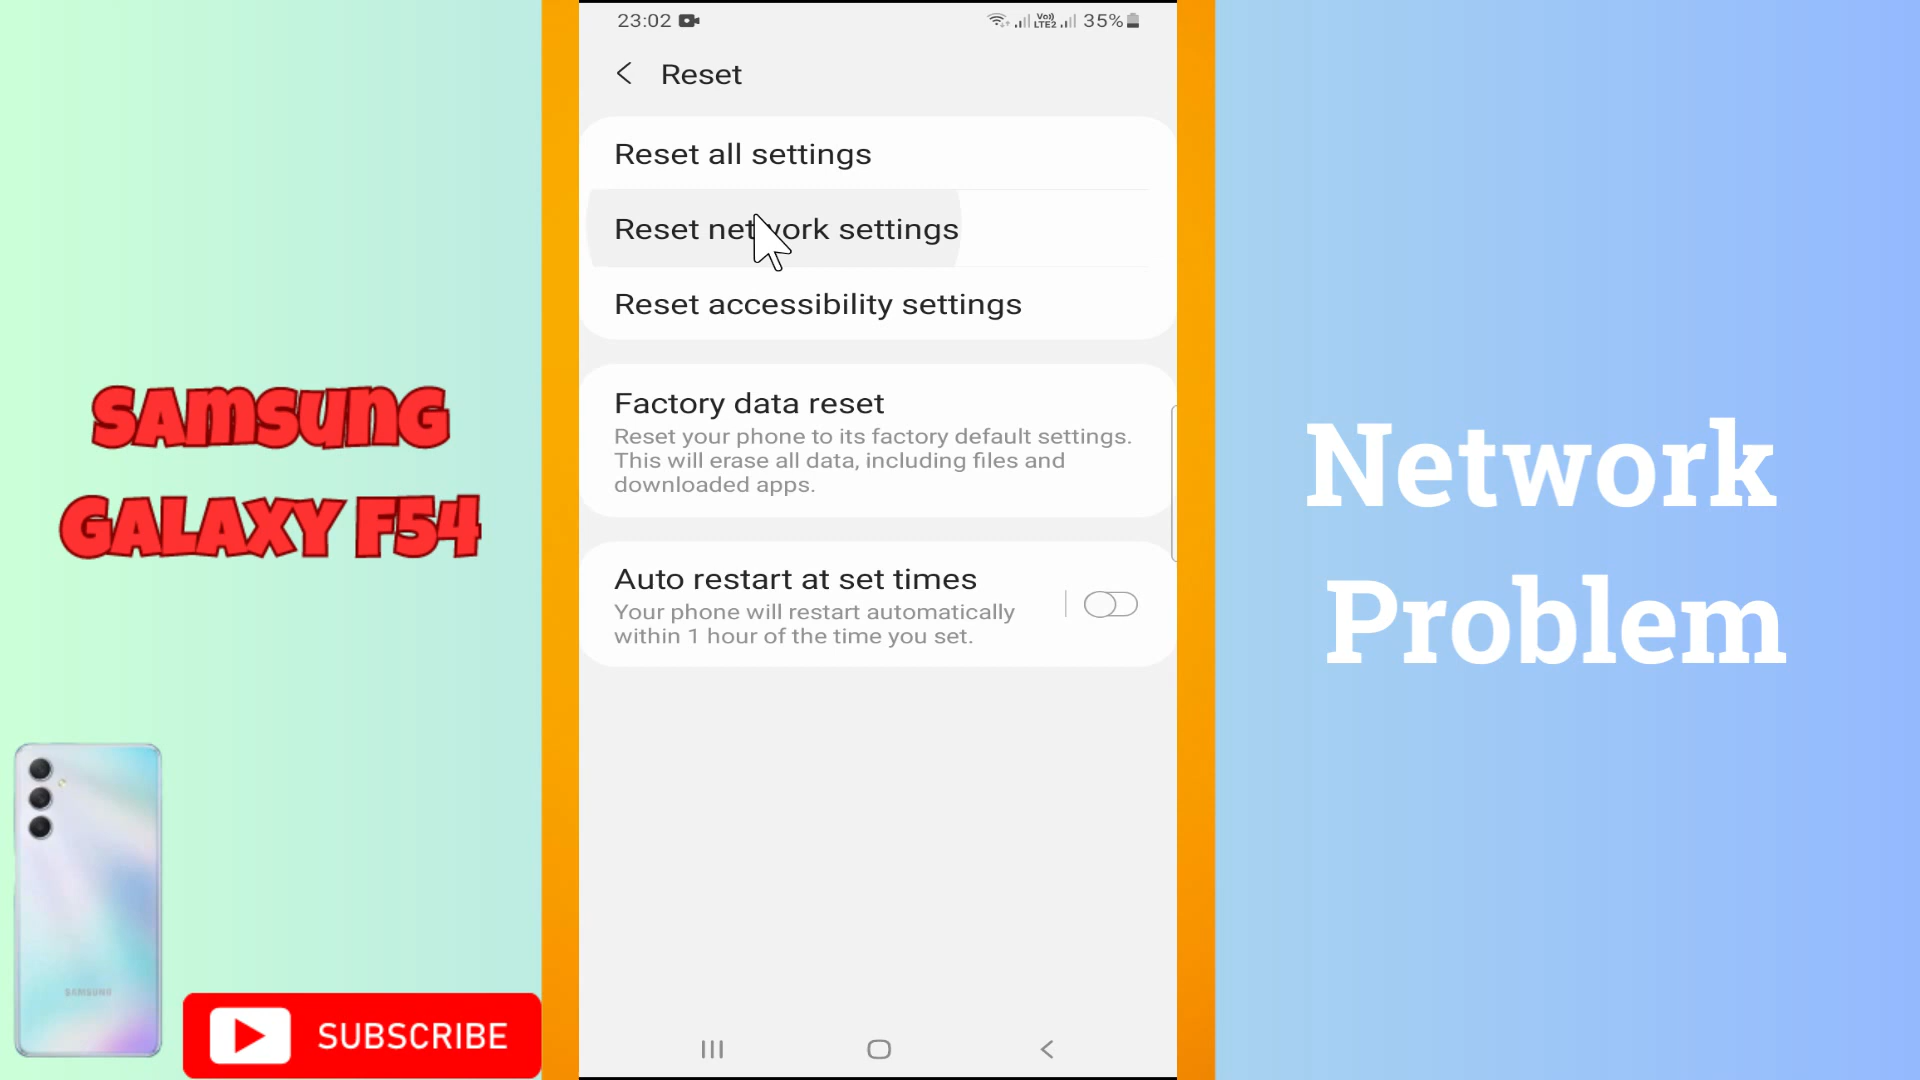 SAMSUNG
GALAXY F54
SAMSUNG
SUBSCRIBE
23:02
Vo))
LTE2
35%
Reset
Reset all settings
Reset network settings
Reset accessibility settings
Factory data reset
Reset your phone to its factory default settings.
This will erase all data, including files and
downloaded apps.
Auto restart at set times
Your phone will restart automatically
within 1 hour of the time you set.
Network
Problem